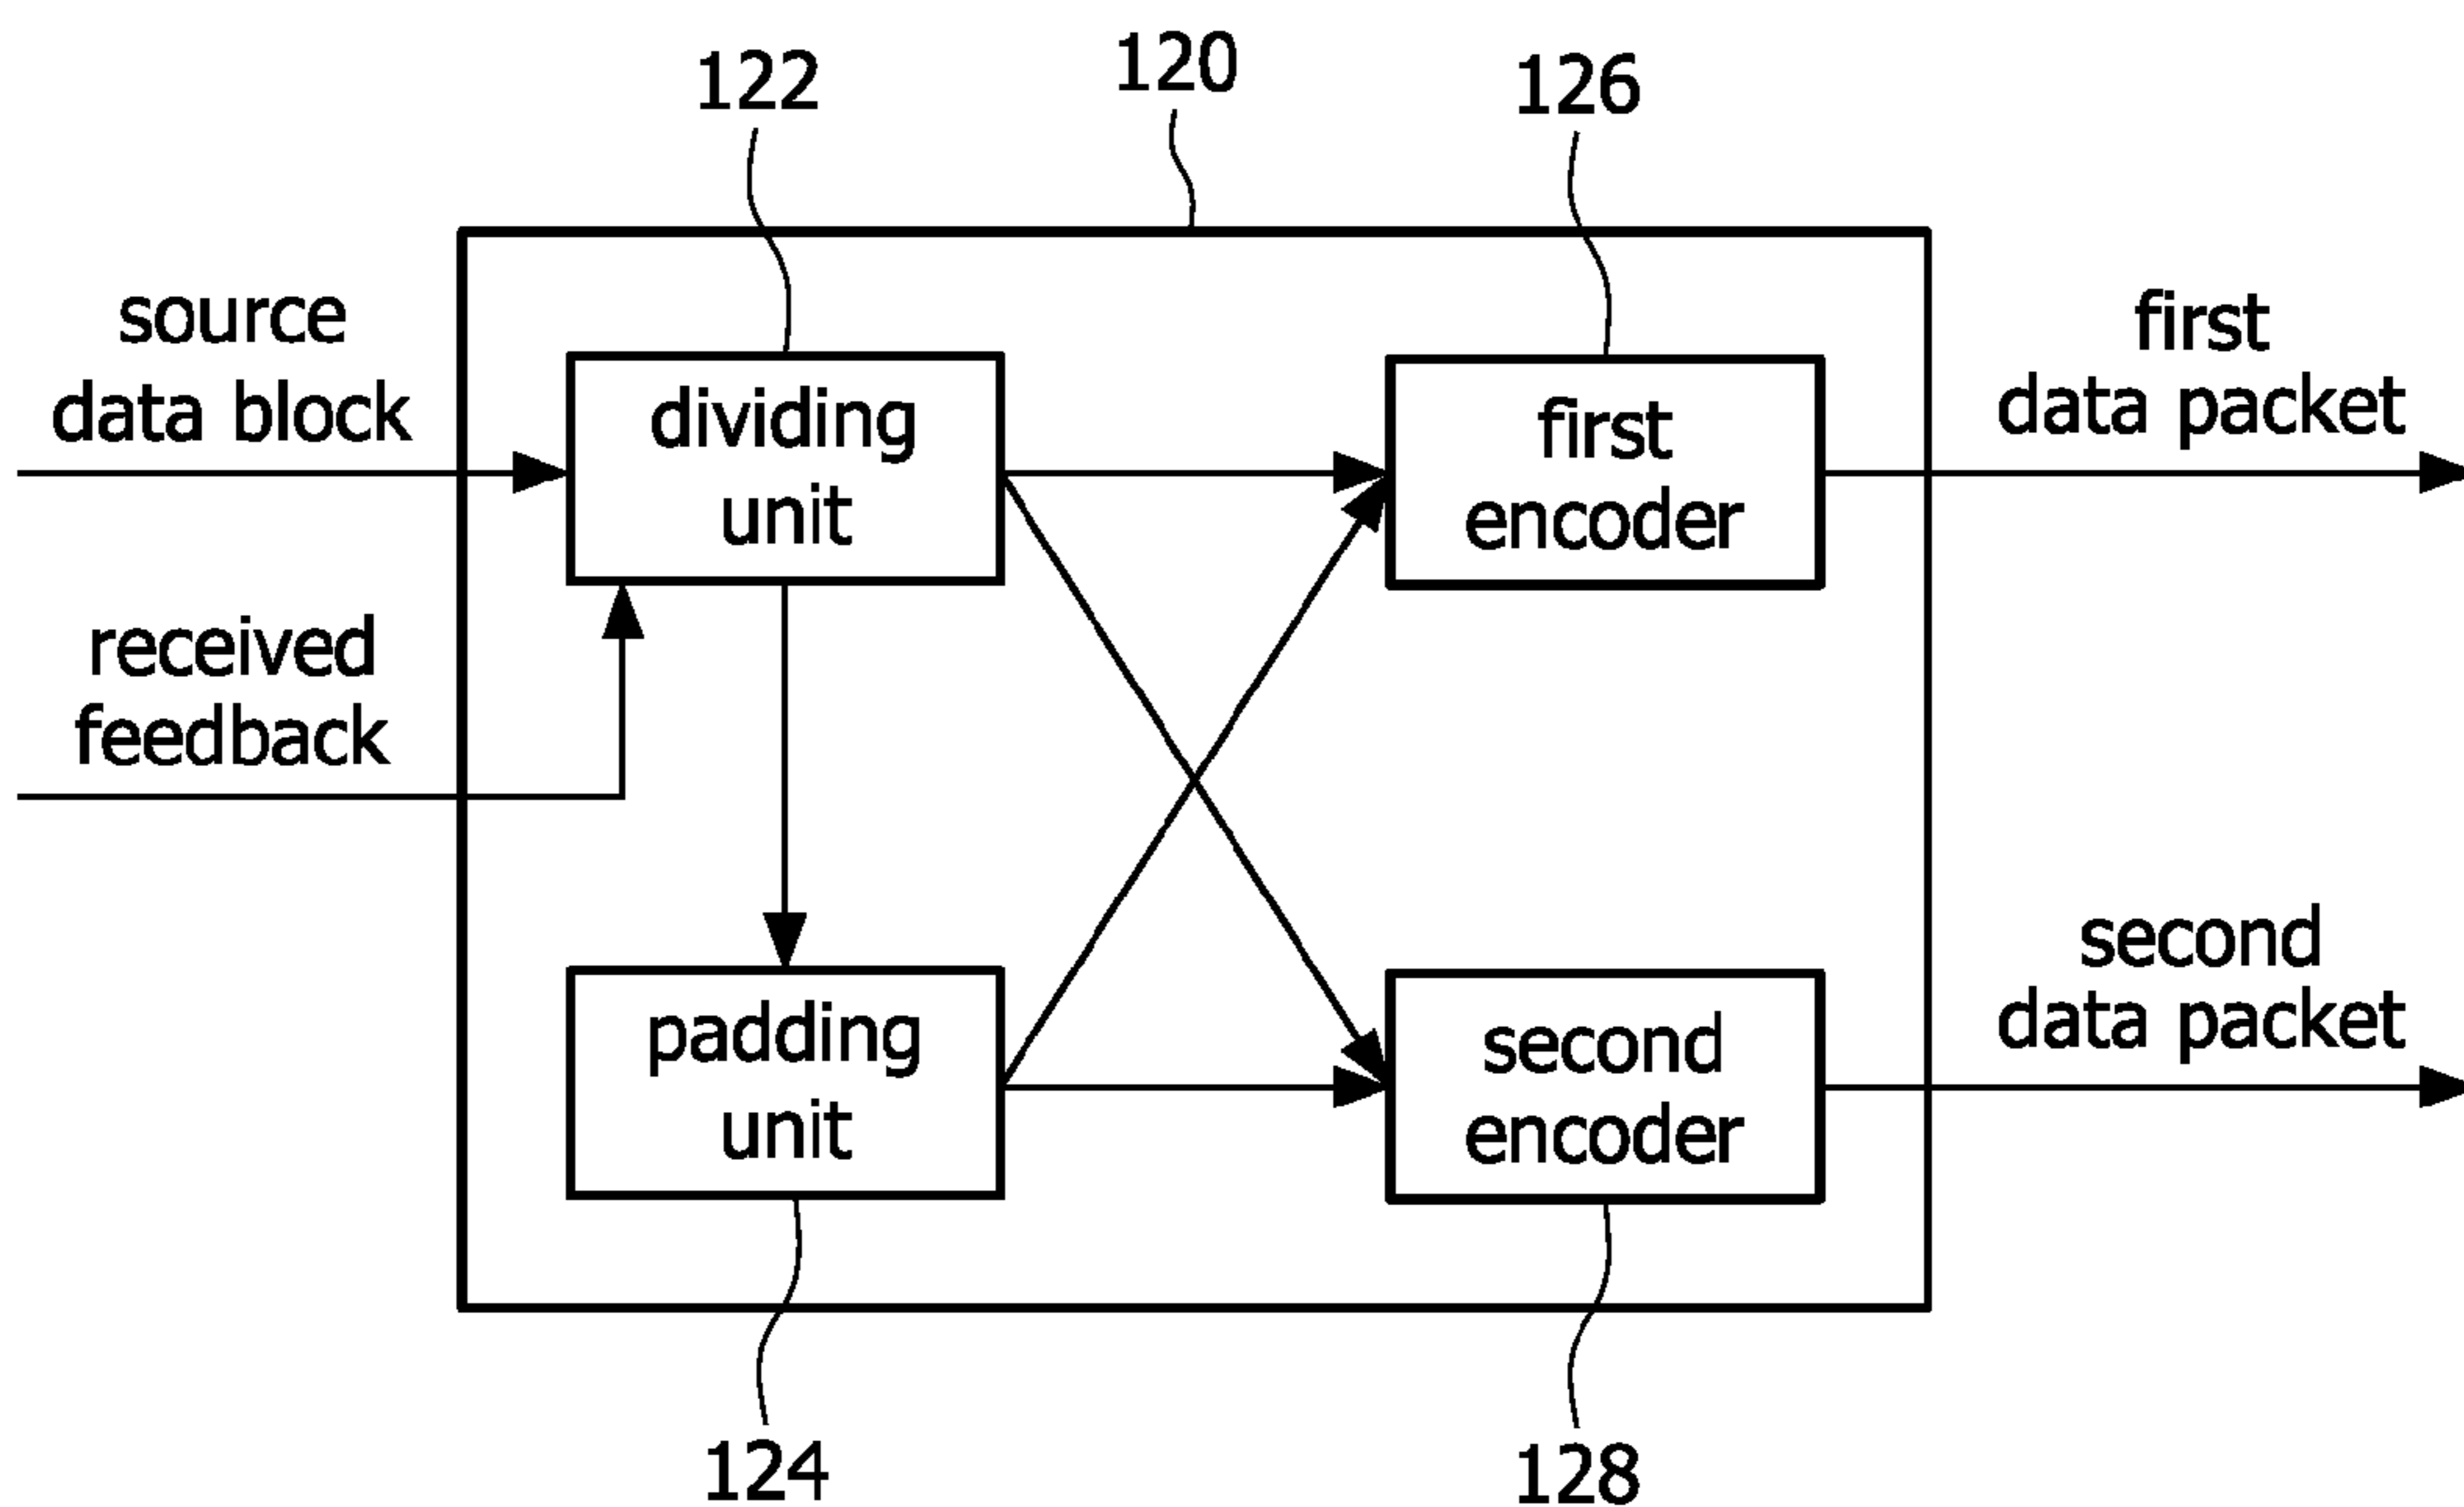 122
120
126
source
data block
dividing
unit
first
encoder
first
data packet
received
feedback
padding
unit
second
encoder
second
data packet
124
128